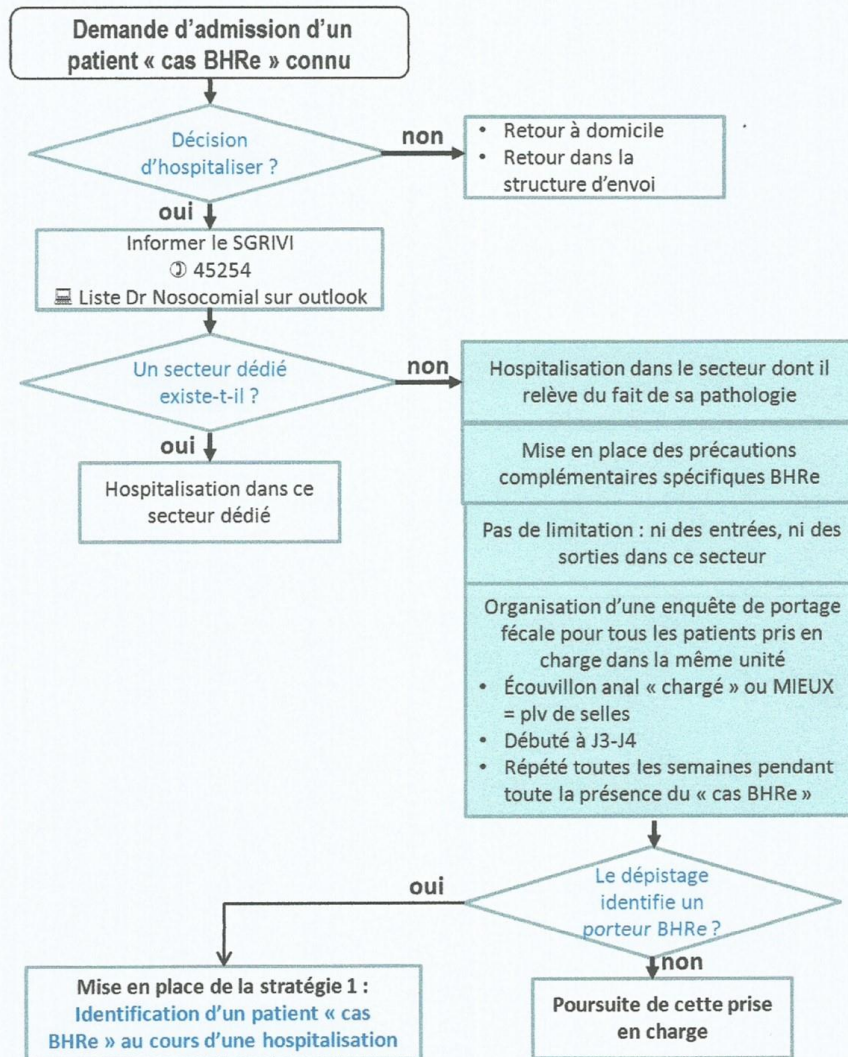 Demande d'admission d'un
patient « cas BHRe » connu
Décision
d'hospitaliser ?
non
• Retour à domicile
• Retour dans la
structure d'envoi
oui
Informer le SGRIVI
✆ 45254
💻 Liste Dr Nosocomial sur outlook
Un secteur dédié
existe-t-il ?
non
Hospitalisation dans le secteur dont il
relève du fait de sa pathologie
oui
Hospitalisation dans ce
secteur dédié
Mise en place des précautions
complémentaires spécifiques BHRe
Pas de limitation : ni des entrées, ni des
sorties dans ce secteur
Organisation d'une enquête de portage
fécale pour tous les patients pris en
charge dans la même unité
• Écouvillon anal « chargé » ou MIEUX
= plv de selles
• Débuté à J3-J4
• Répété toutes les semaines pendant
toute la présence du « cas BHRe »
Le dépistage
identifie un
porteur BHRe ?
oui
non
Mise en place de la stratégie 1 :
Identification d'un patient « cas
BHRe » au cours d'une hospitalisation
Poursuite de cette prise
en charge